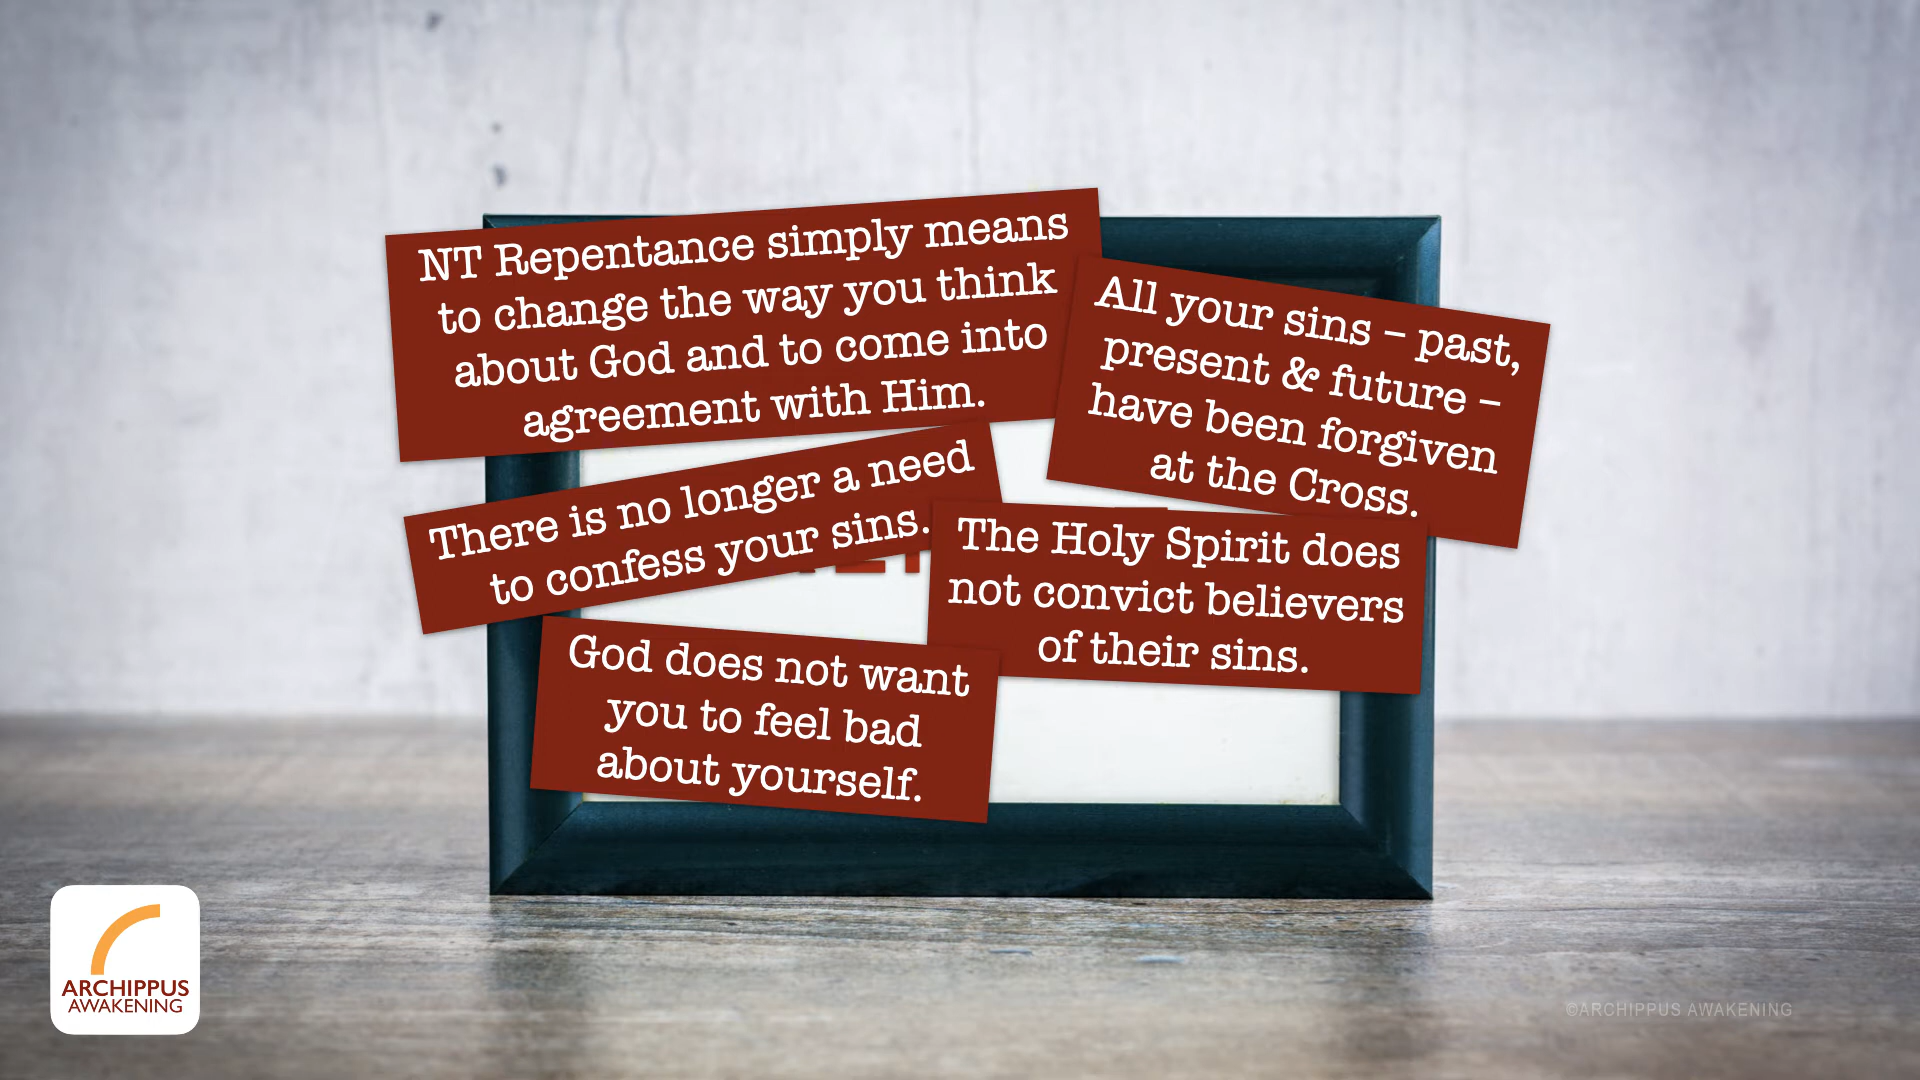 NT Repentance simply means
to change the way you think
about God and to come into
agreement with Him.
All your sins – past,
present & future –
have been forgiven
at the Cross.
There is no longer a need
to confess your sins.
The Holy Spirit does
not convict believers
of their sins.
God does not want
you to feel bad
about yourself.
ARCHIPPUS
AWAKENING
©ARCHIPPUS AWAKENING